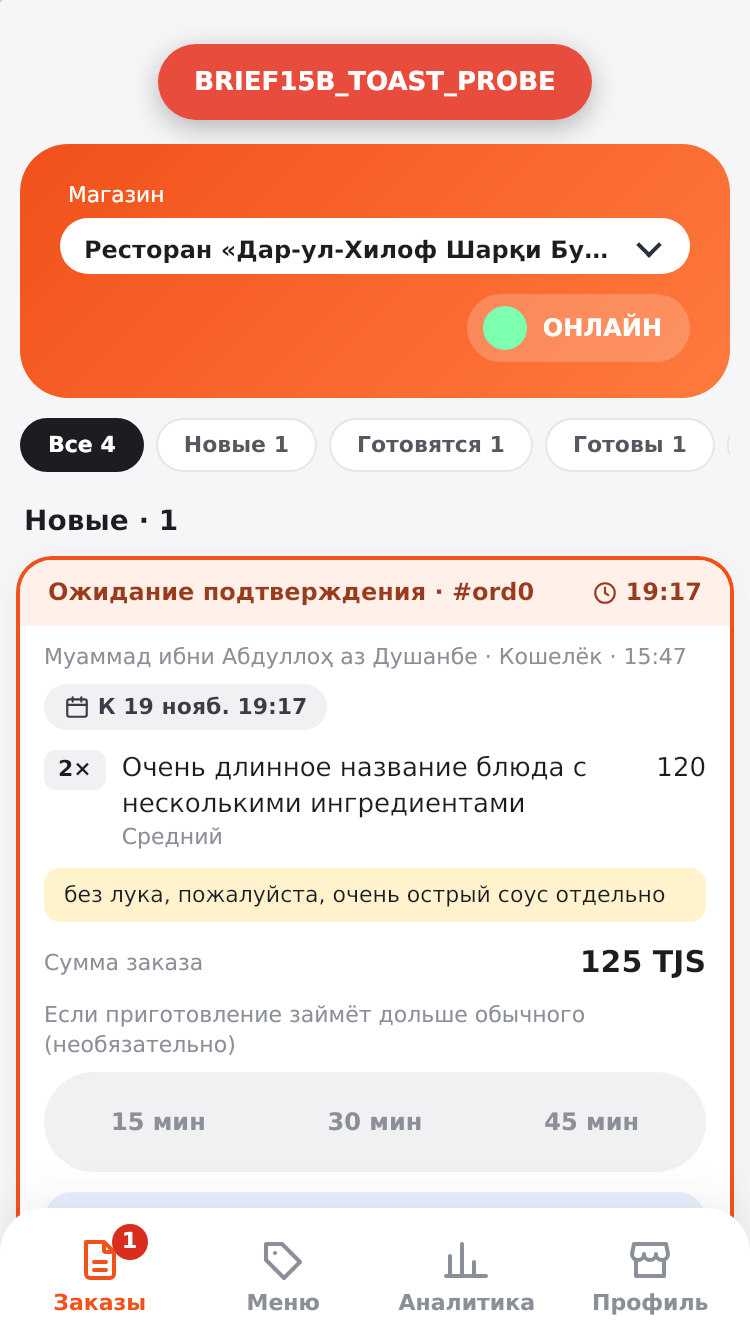 BRIEF15B_TOAST_PROBE
Магазин
Ресторан «Дар-ул-Хилоф Шарқи Бу…
ОНЛАЙН
Все 4
Новые 1
Готовятся 1
Готовы 1
Новые · 1
Ожидание подтверждения · #ord0
19:17
Муаммад ибни Абдуллоҳ аз Душанбе · Кошелёк · 15:47
К 19 нояб. 19:17
2× Очень длинное название блюда с 120
несколькими ингредиентами
Средний
без лука, пожалуйста, очень острый соус отдельно
Сумма заказа 125 TJS
Если приготовление займёт дольше обычного
(необязательно)
15 мин 30 мин 45 мин
1
Заказы Меню Аналитика Профиль